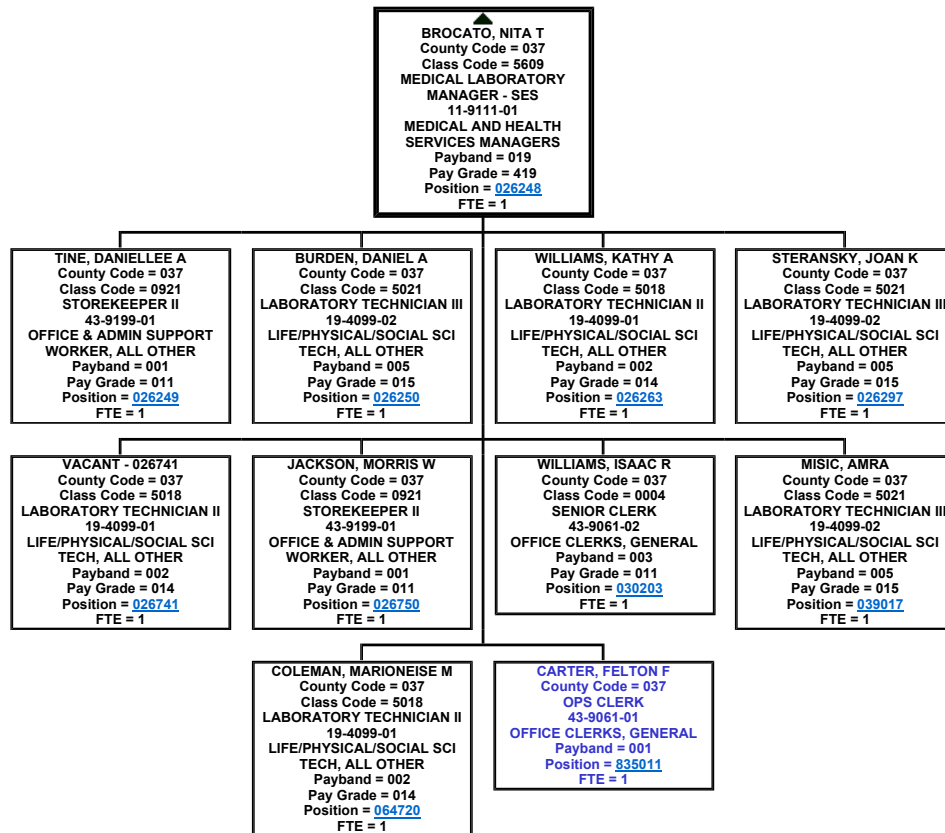 BROCATO, NITA T
County Code = 037
Class Code = 5609
MEDICAL LABORATORY
MANAGER - SES
11-9111-01
MEDICAL AND HEALTH
SERVICES MANAGERS
Payband = 019
Pay Grade = 419
Position = 026248
FTE = 1
TINE, DANIELLEE A
County Code = 037
Class Code = 0921
STOREKEEPER II
43-9199-01
OFFICE & ADMIN SUPPORT
WORKER, ALL OTHER
Payband = 001
Pay Grade = 011
Position = 026249
FTE = 1
BURDEN, DANIEL A
County Code = 037
Class Code = 5021
LABORATORY TECHNICIAN III
19-4099-02
LIFE/PHYSICAL/SOCIAL SCI
TECH, ALL OTHER
Payband = 005
Pay Grade = 015
Position = 026250
FTE = 1
WILLIAMS, KATHY A
County Code = 037
Class Code = 5018
LABORATORY TECHNICIAN II
19-4099-01
LIFE/PHYSICAL/SOCIAL SCI
TECH, ALL OTHER
Payband = 002
Pay Grade = 014
Position = 026263
FTE = 1
STERANSKY, JOAN K
County Code = 037
Class Code = 5021
LABORATORY TECHNICIAN III
19-4099-02
LIFE/PHYSICAL/SOCIAL SCI
TECH, ALL OTHER
Payband = 005
Pay Grade = 015
Position = 026297
FTE = 1
VACANT - 026741
County Code = 037
Class Code = 5018
LABORATORY TECHNICIAN II
19-4099-01
LIFE/PHYSICAL/SOCIAL SCI
TECH, ALL OTHER
Payband = 002
Pay Grade = 014
Position = 026741
FTE = 1
JACKSON, MORRIS W
County Code = 037
Class Code = 0921
STOREKEEPER II
43-9199-01
OFFICE & ADMIN SUPPORT
WORKER, ALL OTHER
Payband = 001
Pay Grade = 011
Position = 026750
FTE = 1
WILLIAMS, ISAAC R
County Code = 037
Class Code = 0004
SENIOR CLERK
43-9061-02
OFFICE CLERKS, GENERAL
Payband = 003
Pay Grade = 011
Position = 030203
FTE = 1
MISIC, AMRA
County Code = 037
Class Code = 5021
LABORATORY TECHNICIAN III
19-4099-02
LIFE/PHYSICAL/SOCIAL SCI
TECH, ALL OTHER
Payband = 005
Pay Grade = 015
Position = 039017
FTE = 1
COLEMAN, MARIONEISE M
County Code = 037
Class Code = 5018
LABORATORY TECHNICIAN II
19-4099-01
LIFE/PHYSICAL/SOCIAL SCI
TECH, ALL OTHER
Payband = 002
Pay Grade = 014
Position = 064720
FTE = 1
CARTER, FELTON F
County Code = 037
OPS CLERK
43-9061-01
OFFICE CLERKS, GENERAL
Payband = 001
Position = 835011
FTE = 1